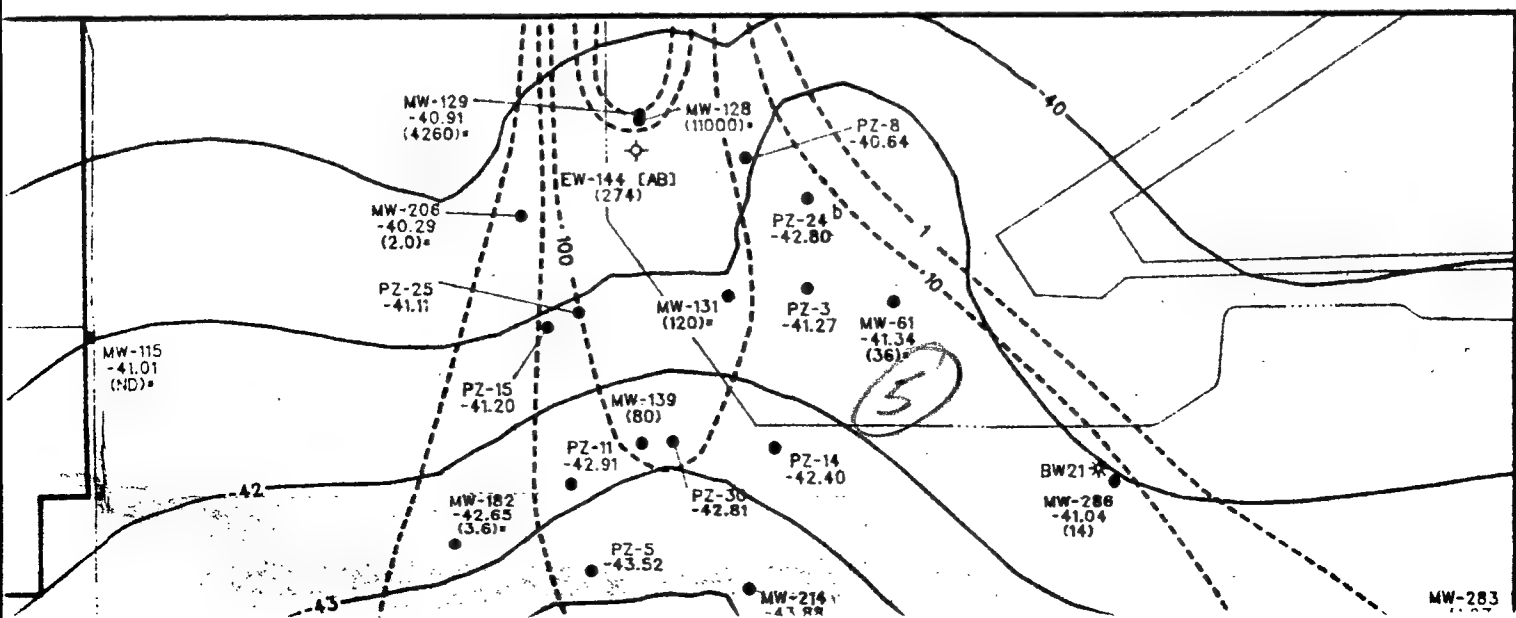 -40
MW-129
-40.91
(4260)*
MW-128
(11000)*
PZ-8
-40.64
EW-144 [AB]
(274)
MW-206
-40.29
(2.0)*
PZ-24 b
-42.80
1
100
10
PZ-25
-41.11
MW-131
(120)*
PZ-3
-41.27
MW-61
-41.34
(36)*
MW-115
-41.01
(ND)*
5
PZ-15
-41.20
MW-139
(80)
PZ-11
-42.91
PZ-14
-42.40
BW21
MW-286
-41.04
(14)
-42
MW-182
-42.65
(3.6)*
PZ-30
-42.81
PZ-5
-43.52
-43
MW-214
-43.88
MW-283